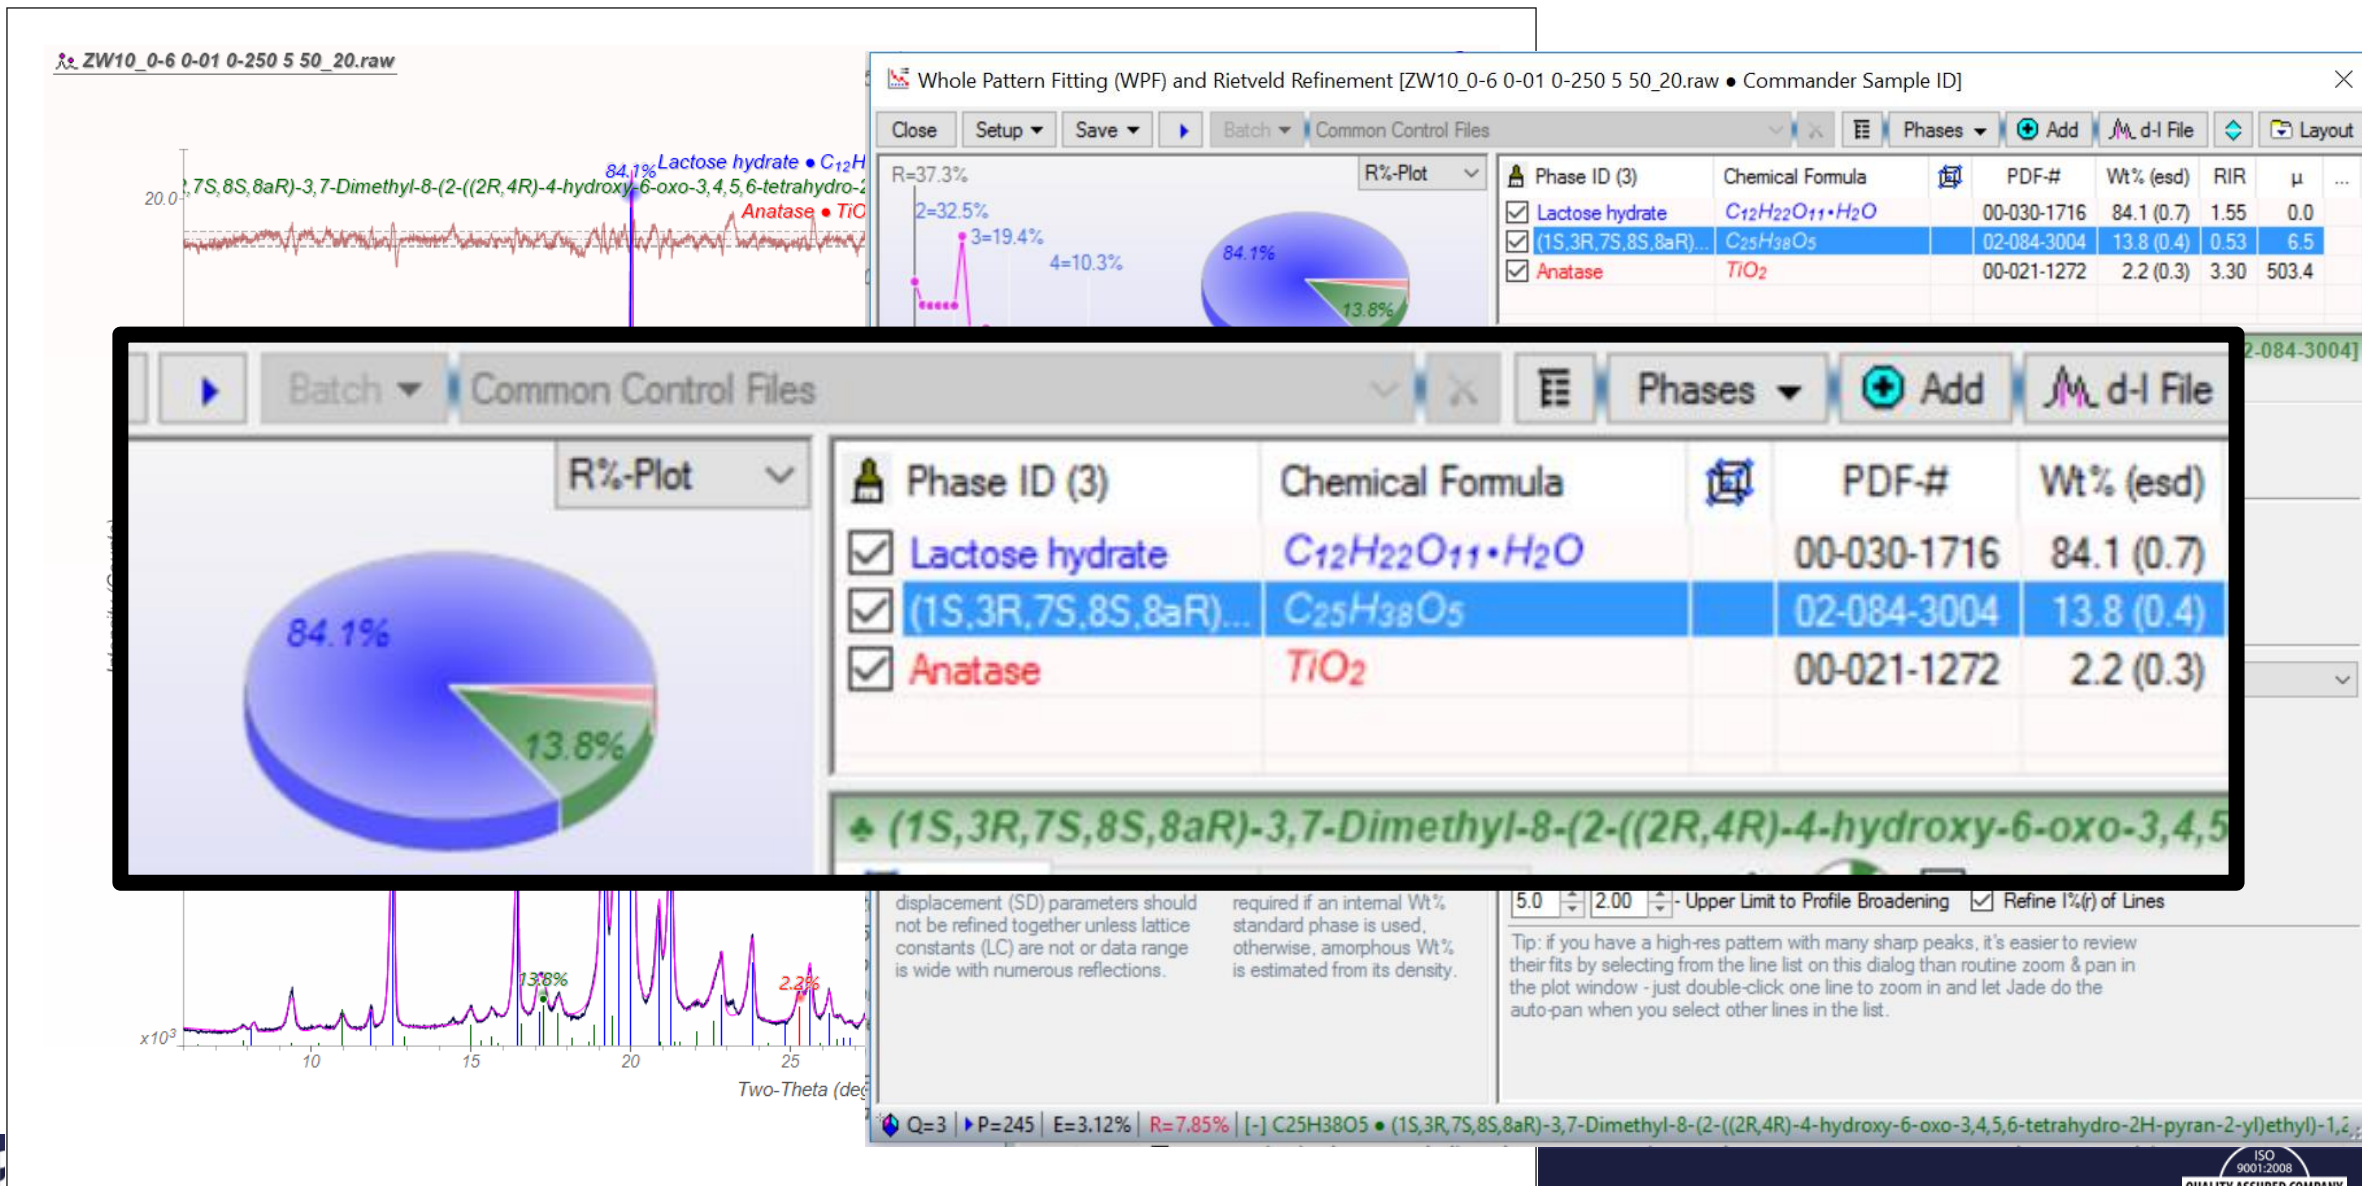 ZW10_0-6 0-01 0-250 5 50_20.raw
84.1% Lactose hydrate ● C12H
,7S,8S,8aR)-3,7-Dimethyl-8-(2-((2R,4R)-4-hydroxy-6-oxo-3,4,5,6-tetrahydro-2
20.0
Anatase ● TiO
Whole Pattern Fitting (WPF) and Rietveld Refinement [ZW10_0-6 0-01 0-250 5 50_20.raw ● Commander Sample ID]
Close Setup Save Batch Common Control Files Phases Add d-I File Layout
R=37.3% R%-Plot
2=32.5%
3=19.4%
4=10.3%
84.1%
13.8%
Phase ID (3) Chemical Formula PDF-# Wt% (esd) RIR μ ...
Lactose hydrate C12H22O11•H2O 00-030-1716 84.1 (0.7) 1.55 0.0
(1S,3R,7S,8S,8aR)... C25H38O5 02-084-3004 13.8 (0.4) 0.53 6.5
Anatase TiO2 00-021-1272 2.2 (0.3) 3.30 503.4
2-084-3004]
Batch Common Control Files Phases Add d-I File
R%-Plot
84.1%
13.8%
Phase ID (3) Chemical Formula PDF-# Wt% (esd)
Lactose hydrate C12H22O11•H2O 00-030-1716 84.1 (0.7)
(1S,3R,7S,8S,8aR)... C25H38O5 02-084-3004 13.8 (0.4)
Anatase TiO2 00-021-1272 2.2 (0.3)
♣ (1S,3R,7S,8S,8aR)-3,7-Dimethyl-8-(2-((2R,4R)-4-hydroxy-6-oxo-3,4,5
13.8%
2.2%
x10³
10 15 20 25
Two-Theta (deg
displacement (SD) parameters should
not be refined together unless lattice
constants (LC) are not or data range
is wide with numerous reflections.
required if an internal Wt%
standard phase is used,
otherwise, amorphous Wt%
is estimated from its density.
5.0 2.00 - Upper Limit to Profile Broadening Refine I%(r) of Lines
Tip: if you have a high-res pattern with many sharp peaks, it's easier to review
their fits by selecting from the line list on this dialog than routine zoom & pan in
the plot window - just double-click one line to zoom in and let Jade do the
auto-pan when you select other lines in the list.
Q=3 P=245 E=3.12% R=7.85% [-] C25H38O5 ● (1S,3R,7S,8S,8aR)-3,7-Dimethyl-8-(2-((2R,4R)-4-hydroxy-6-oxo-3,4,5,6-tetrahydro-2H-pyran-2-yl)ethyl)-1,2
ISO
9001:2008
QUALITY ASSURED COMPANY